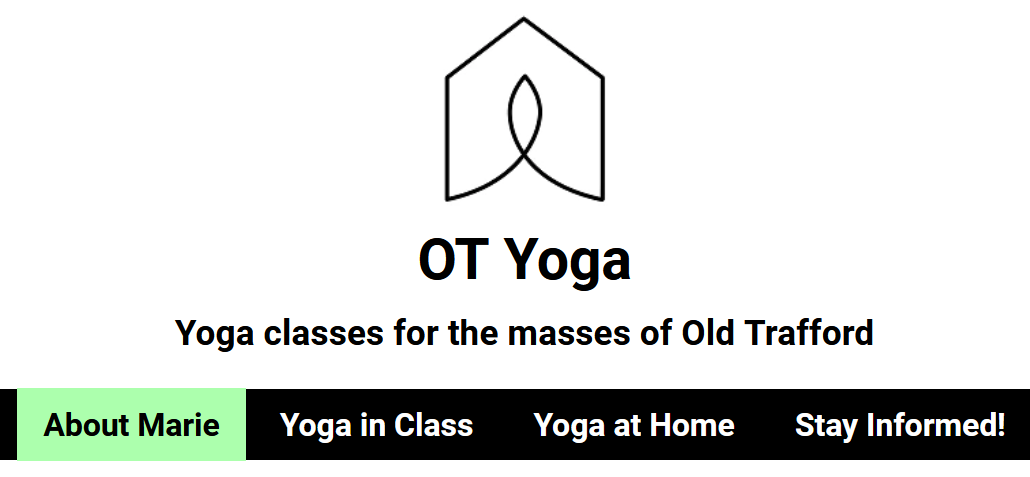 OT Yoga
Yoga classes for the masses of Old Trafford
About Marie Yoga in Class Yoga at Home Stay Informed!